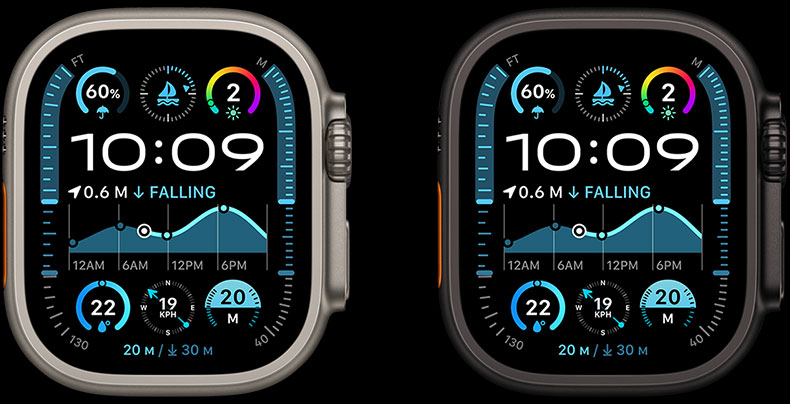 FT M
60% 2
10:09
0.6 M ↓ FALLING
12AM 6AM 12PM 6PM
22 N W 19 E KPH S 20 M
130 40
20 M / 30 M
FT M
60% 2
10:09
0.6 M ↓ FALLING
12AM 6AM 12PM 6PM
22 N W 19 E KPH S 20 M
130 40
20 M / 30 M